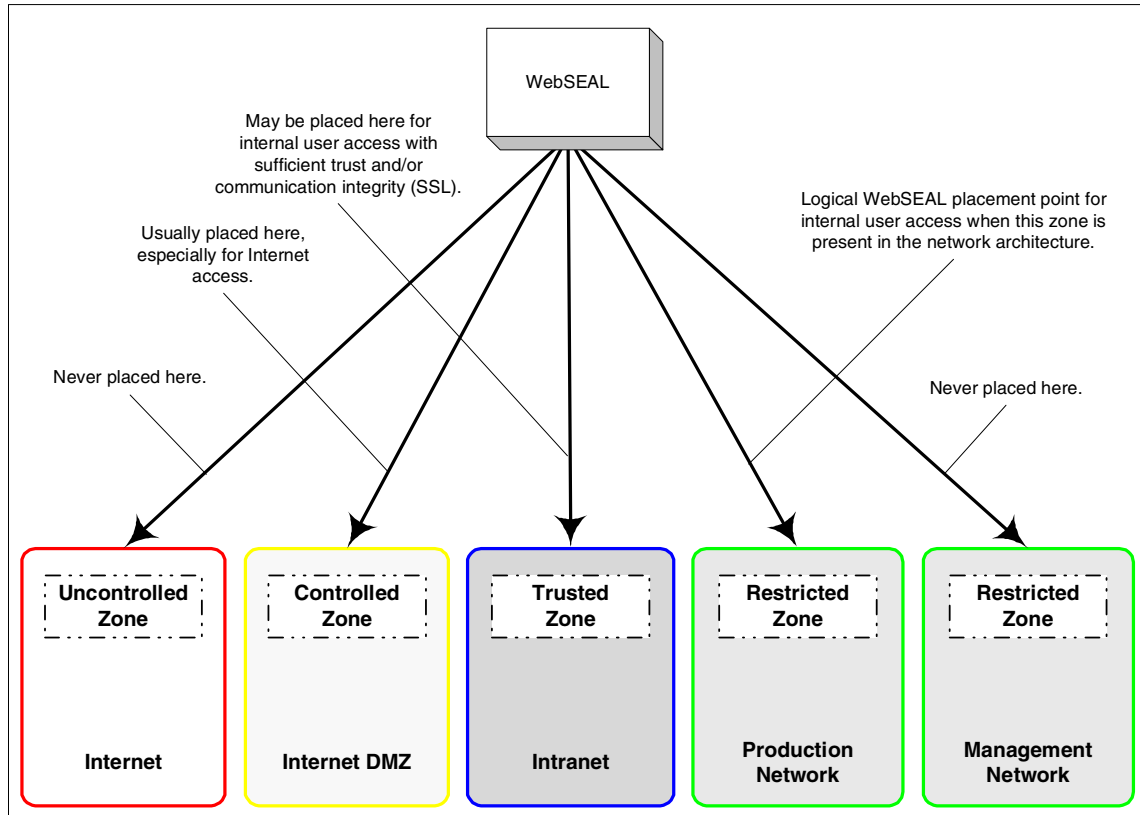 WebSEAL
May be placed here for
internal user access with
sufficient trust and/or
communication integrity (SSL).
Logical WebSEAL placement point for
internal user access when this zone is
present in the network architecture.
Usually placed here,
especially for Internet
access.
Never placed here.
Never placed here.
Uncontrolled
Zone
Internet
Controlled
Zone
Internet DMZ
Trusted
Zone
Intranet
Restricted
Zone
Production
Network
Restricted
Zone
Management
Network